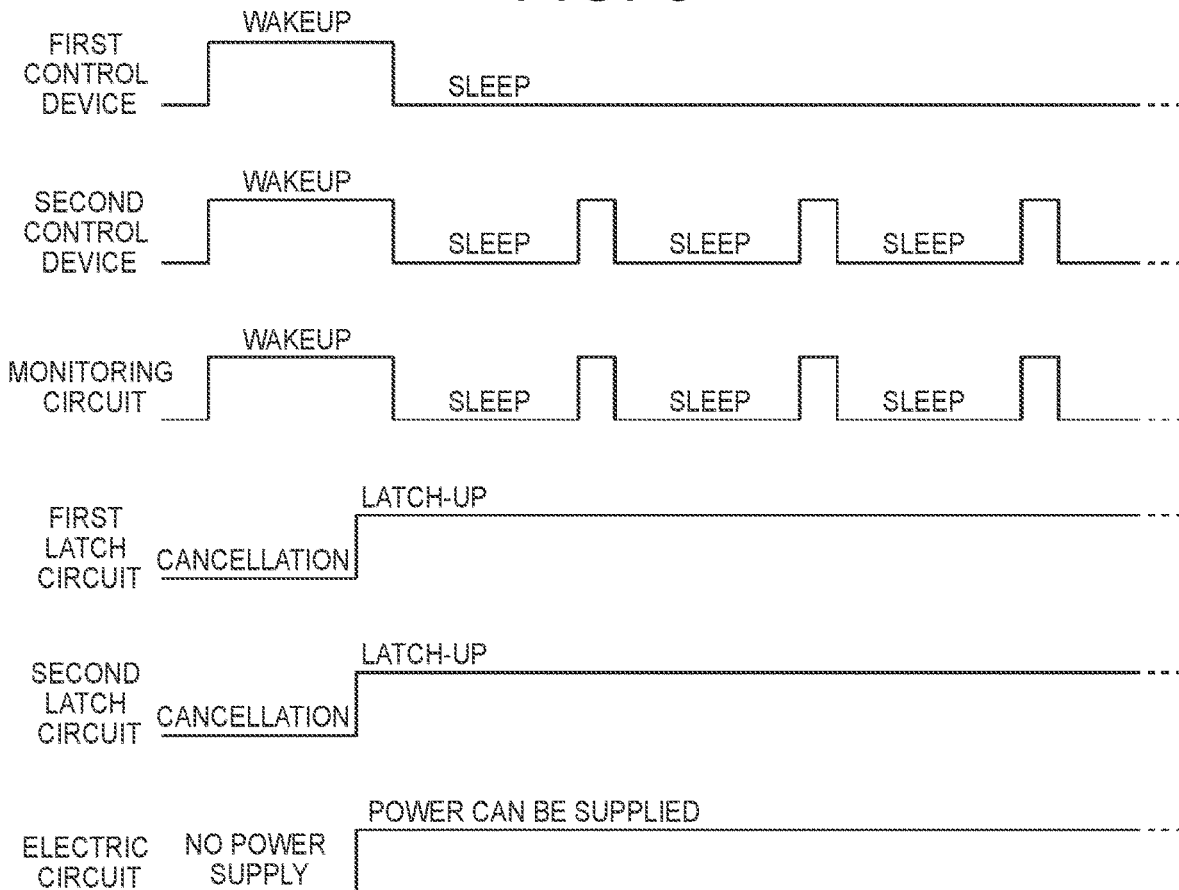 WAKEUP
FIRST
CONTROL
DEVICE
SLEEP
WAKEUP
SECOND
CONTROL
DEVICE
SLEEP SLEEP SLEEP
WAKEUP
MONITORING
CIRCUIT
SLEEP SLEEP SLEEP
LATCH-UP
FIRST
LATCH
CIRCUIT
CANCELLATION
LATCH-UP
SECOND
LATCH
CIRCUIT
CANCELLATION
POWER CAN BE SUPPLIED
ELECTRIC
CIRCUIT
NO POWER
SUPPLY